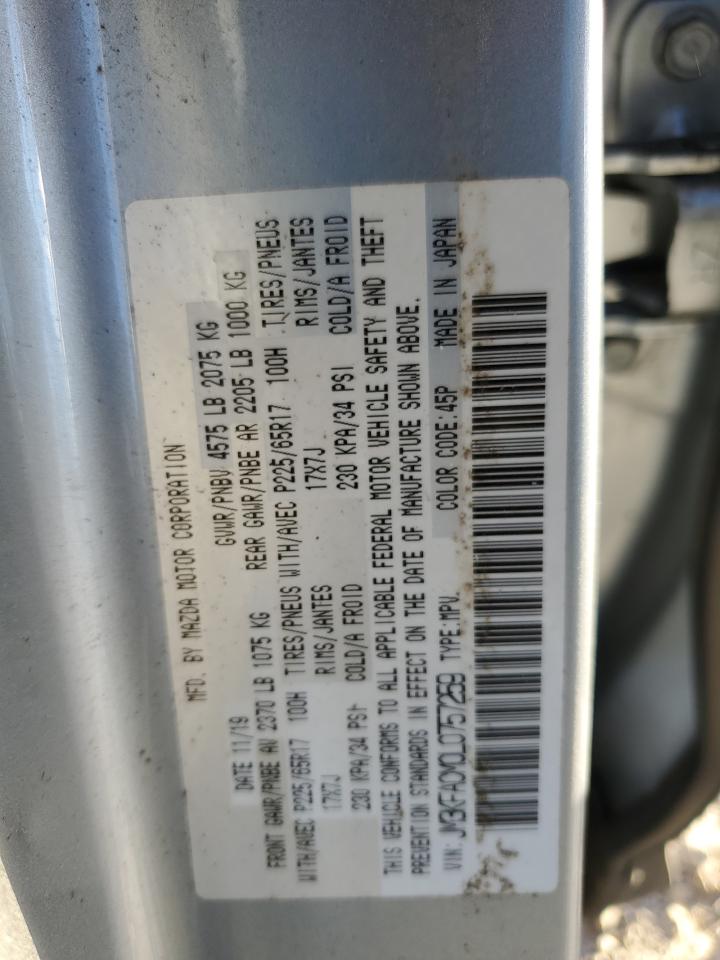 MFD. BY MAZDA MOTOR CORPORATION
DATE 11/19 GVWR/PNBV 4575 LB 2075 KG
FRONT GAWR/PNBE AV 2370 LB 1075 KG REAR GAWR/PNBE AR 2205 LB 1000 KG
WITH/AVEC P225/65R17 100H TIRES/PNEUS WITH/AVEC P225/65R17 100H TIRES/PNEUS
17X7J RIMS/JANTES 17X7J RIMS/JANTES
230 KPA/34 PSI COLD/A FROID 230 KPA/34 PSI COLD/A FROID
THIS VEHICLE CONFORMS TO ALL APPLICABLE FEDERAL MOTOR VEHICLE SAFETY AND THEFT
PREVENTION STANDARDS IN EFFECT ON THE DATE OF MANUFACTURE SHOWN ABOVE.
VIN: JM3KFACM0L0757259 TYPE:MPV. COLOR CODE:45P MADE IN JAPAN